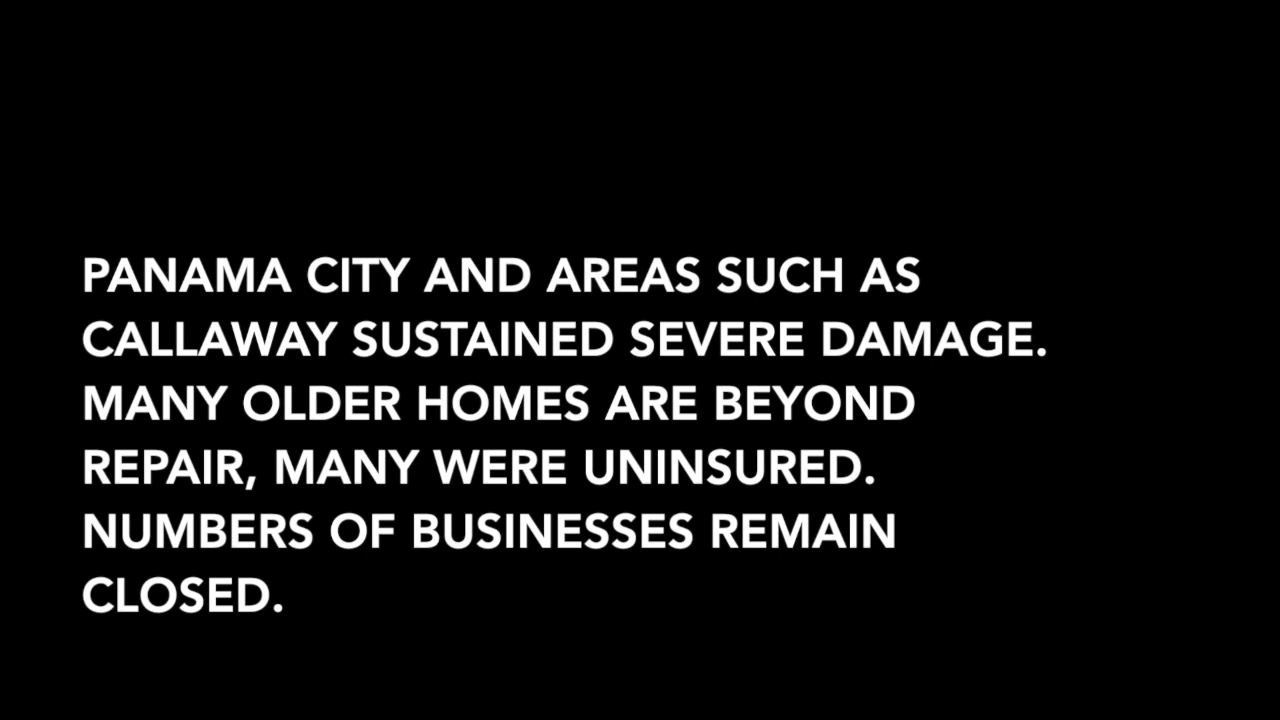 PANAMA CITY AND AREAS SUCH AS
CALLAWAY SUSTAINED SEVERE DAMAGE.
MANY OLDER HOMES ARE BEYOND
REPAIR, MANY WERE UNINSURED.
NUMBERS OF BUSINESSES REMAIN
CLOSED.